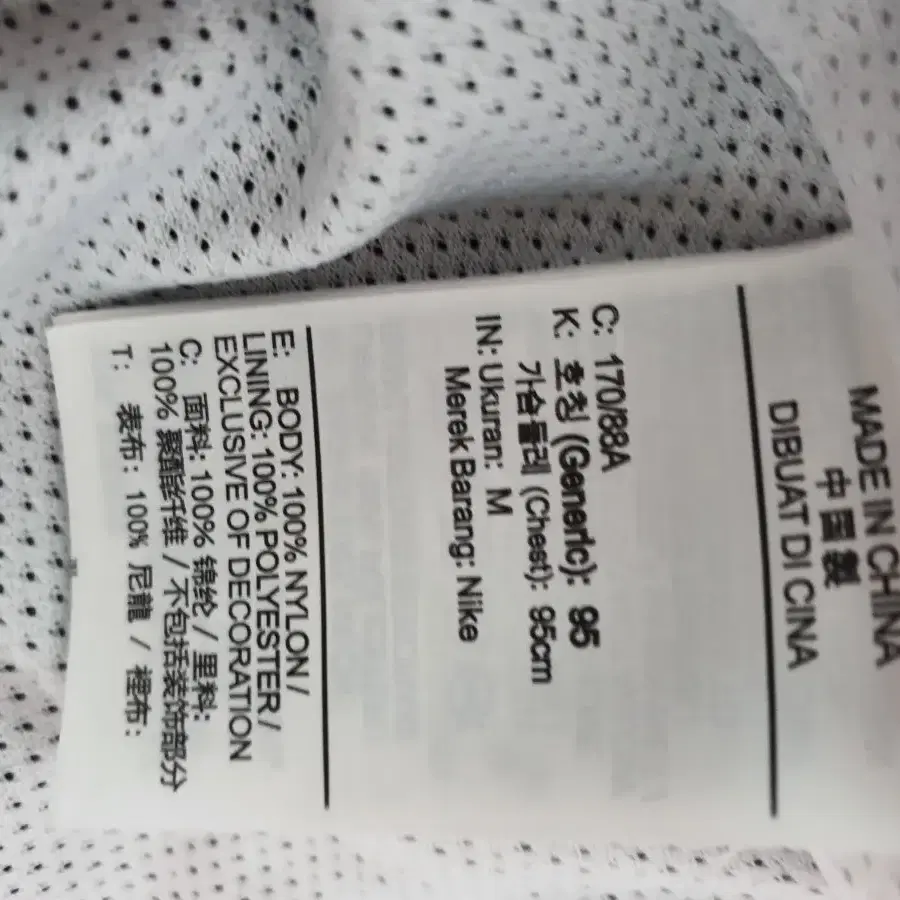 MADE IN CHINA
中国製
DIBUAT DI CINA
C: 170/88A
K: 호칭 (Generic): 95
가슴둘레 (Chest): 95cm
IN: Ukuran: M
Merek Barang: Nike
E: BODY: 100% NYLON /
LINING: 100% POLYESTER /
EXCLUSIVE OF DECORATION
C: 面料: 100% 锦纶 / 里料:
100% 聚酯纤维 / 不包括装饰部分
T: 表布: 100% 尼龍 / 裡布: